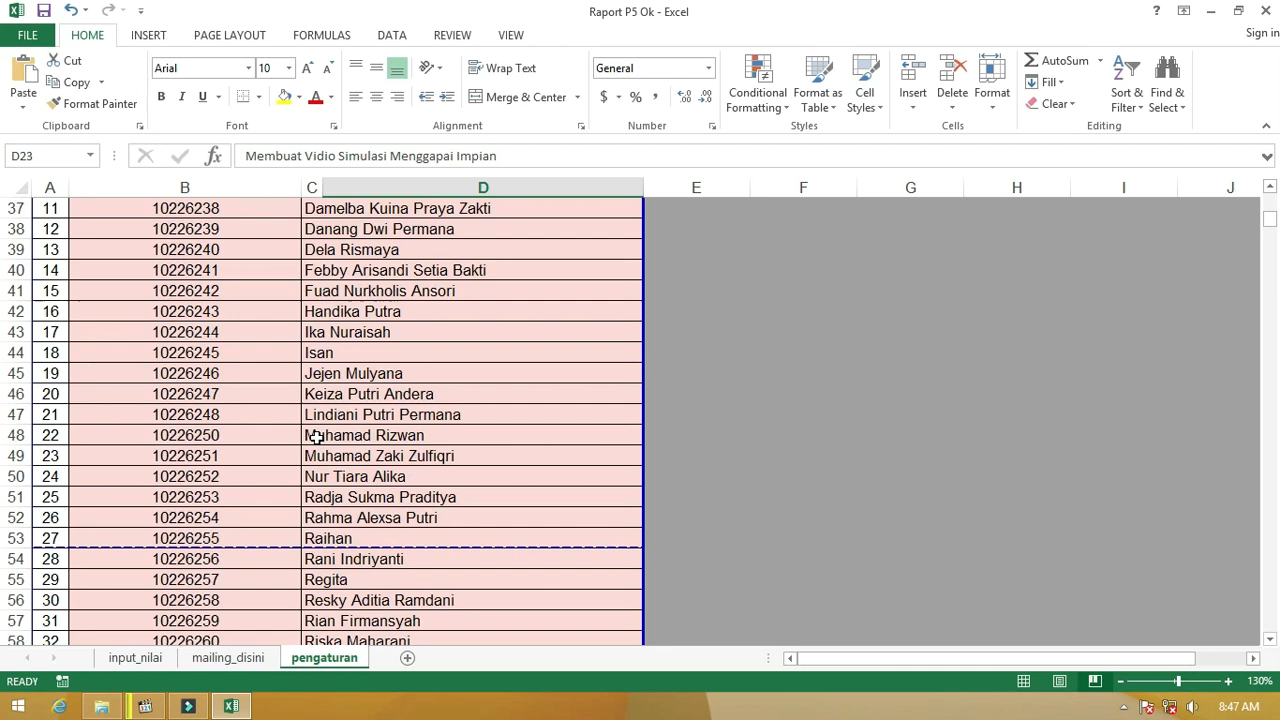 Raport P5 Ok - Excel
?
FILE HOME INSERT PAGE LAYOUT FORMULAS DATA REVIEW VIEW Sign in
Paste Cut Copy Format Painter
Arial 10 Wrap Text General
B I U Merge & Center $ % ,
Conditional Formatting Format as Table Cell Styles
Insert Delete Format
AutoSum Fill Clear Sort & Filter Find & Select
Clipboard Font Alignment Number Styles Cells Editing
D23 fx Membuat Vidio Simulasi Menggapai Impian
A B C D E F G H I J
37 11 10226238 Damelba Kuina Praya Zakti
38 12 10226239 Danang Dwi Permana
39 13 10226240 Dela Rismaya
40 14 10226241 Febby Arisandi Setia Bakti
41 15 10226242 Fuad Nurkholis Ansori
42 16 10226243 Handika Putra
43 17 10226244 Ika Nuraisah
44 18 10226245 Isan
45 19 10226246 Jejen Mulyana
46 20 10226247 Keiza Putri Andera
47 21 10226248 Lindiani Putri Permana
48 22 10226250 Muhamad Rizwan
49 23 10226251 Muhamad Zaki Zulfiqri
50 24 10226252 Nur Tiara Alika
51 25 10226253 Radja Sukma Praditya
52 26 10226254 Rahma Alexsa Putri
53 27 10226255 Raihan
54 28 10226256 Rani Indriyanti
55 29 10226257 Regita
56 30 10226258 Resky Aditia Ramdani
57 31 10226259 Rian Firmansyah
58 32 10226260 Riska Maharani
input_nilai mailing_disini pengaturan
READY 130%
8:47 AM